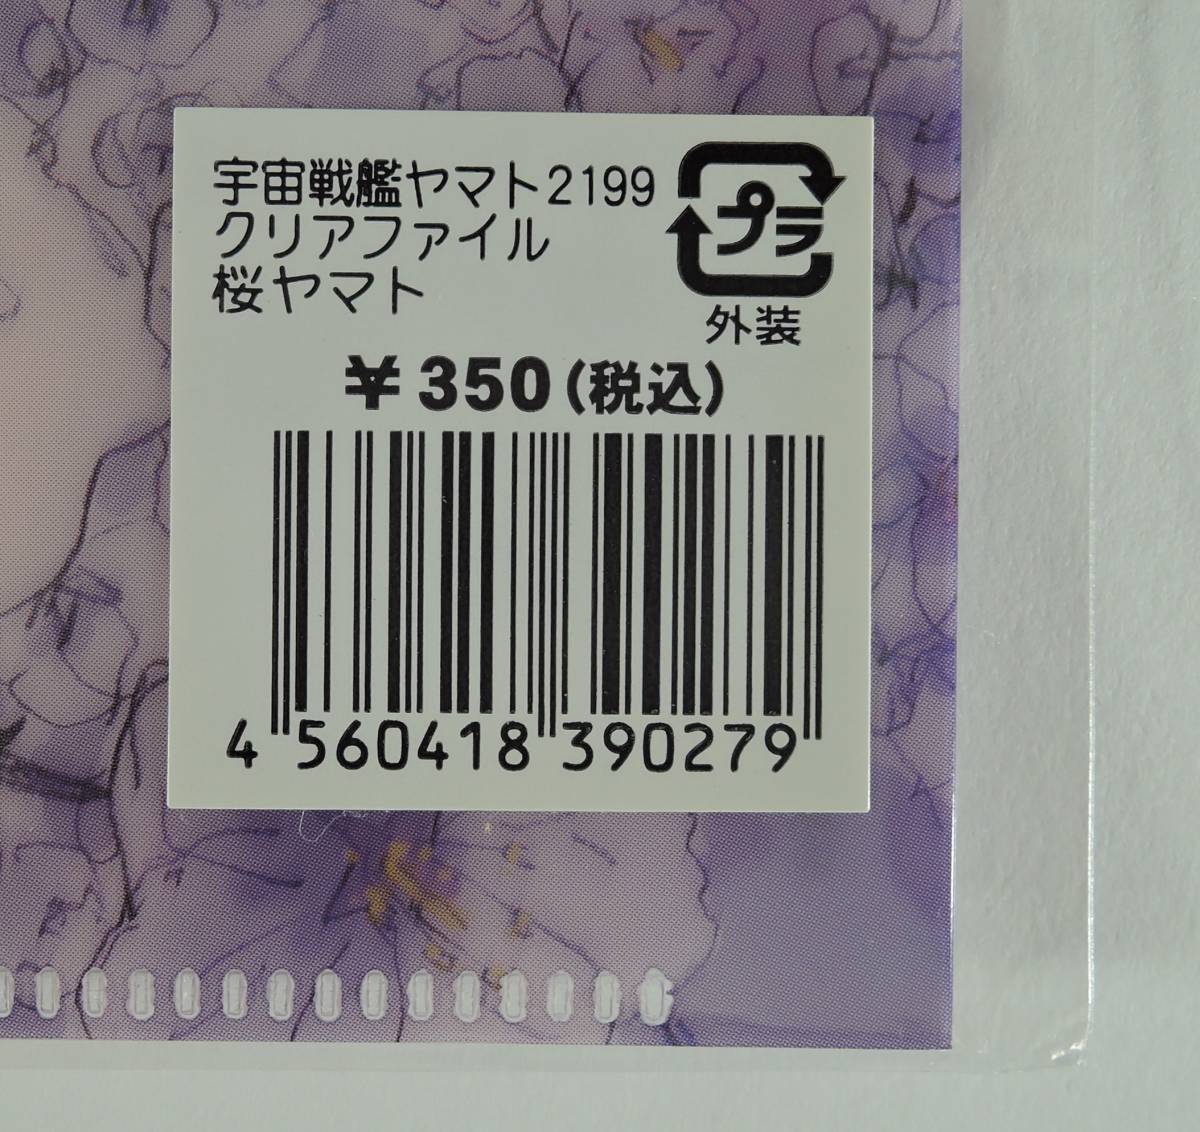 宇宙戦艦ヤマト2199
クリアファイル
桜ヤマト
プラ
外装
¥350(税込)
4 560418 390279